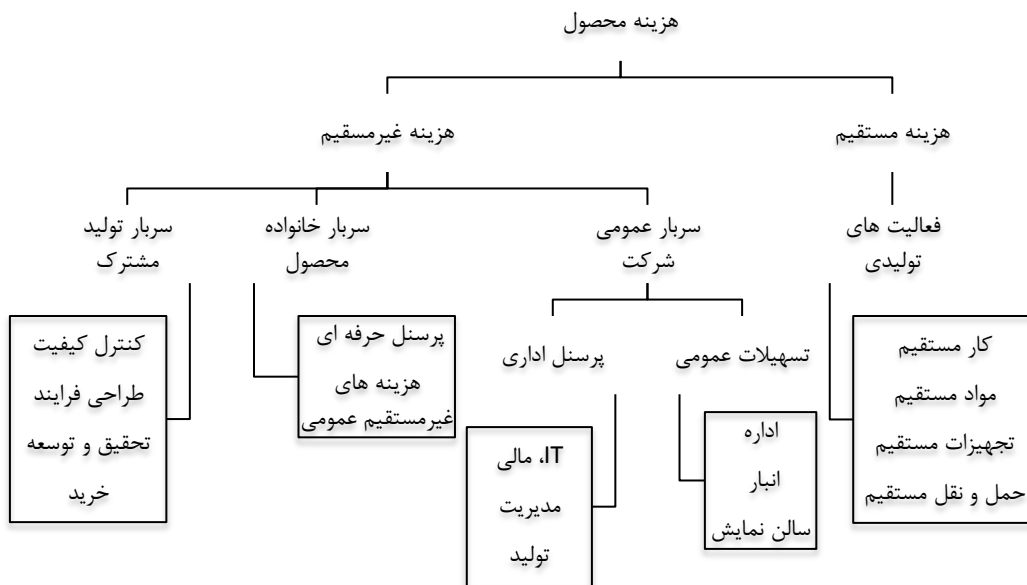 هزینه محصول
هزینه مستقیم
هزینه غیرمسقیم
فعالیت های
تولیدی
سربار عمومی
شرکت
سربار خانواده
محصول
سربار تولید
مشترک
کار مستقیم
مواد مستقیم
تجهیزات مستقیم
حمل و نقل مستقیم
تسهیلات عمومی
پرسنل اداری
اداره
انبار
سالن نمایش
IT، مالی
مدیریت
تولید
پرسنل حرفه ای
هزینه های
غیرمستقیم عمومی
کنترل کیفیت
طراحی فرایند
تحقیق و توسعه
خرید